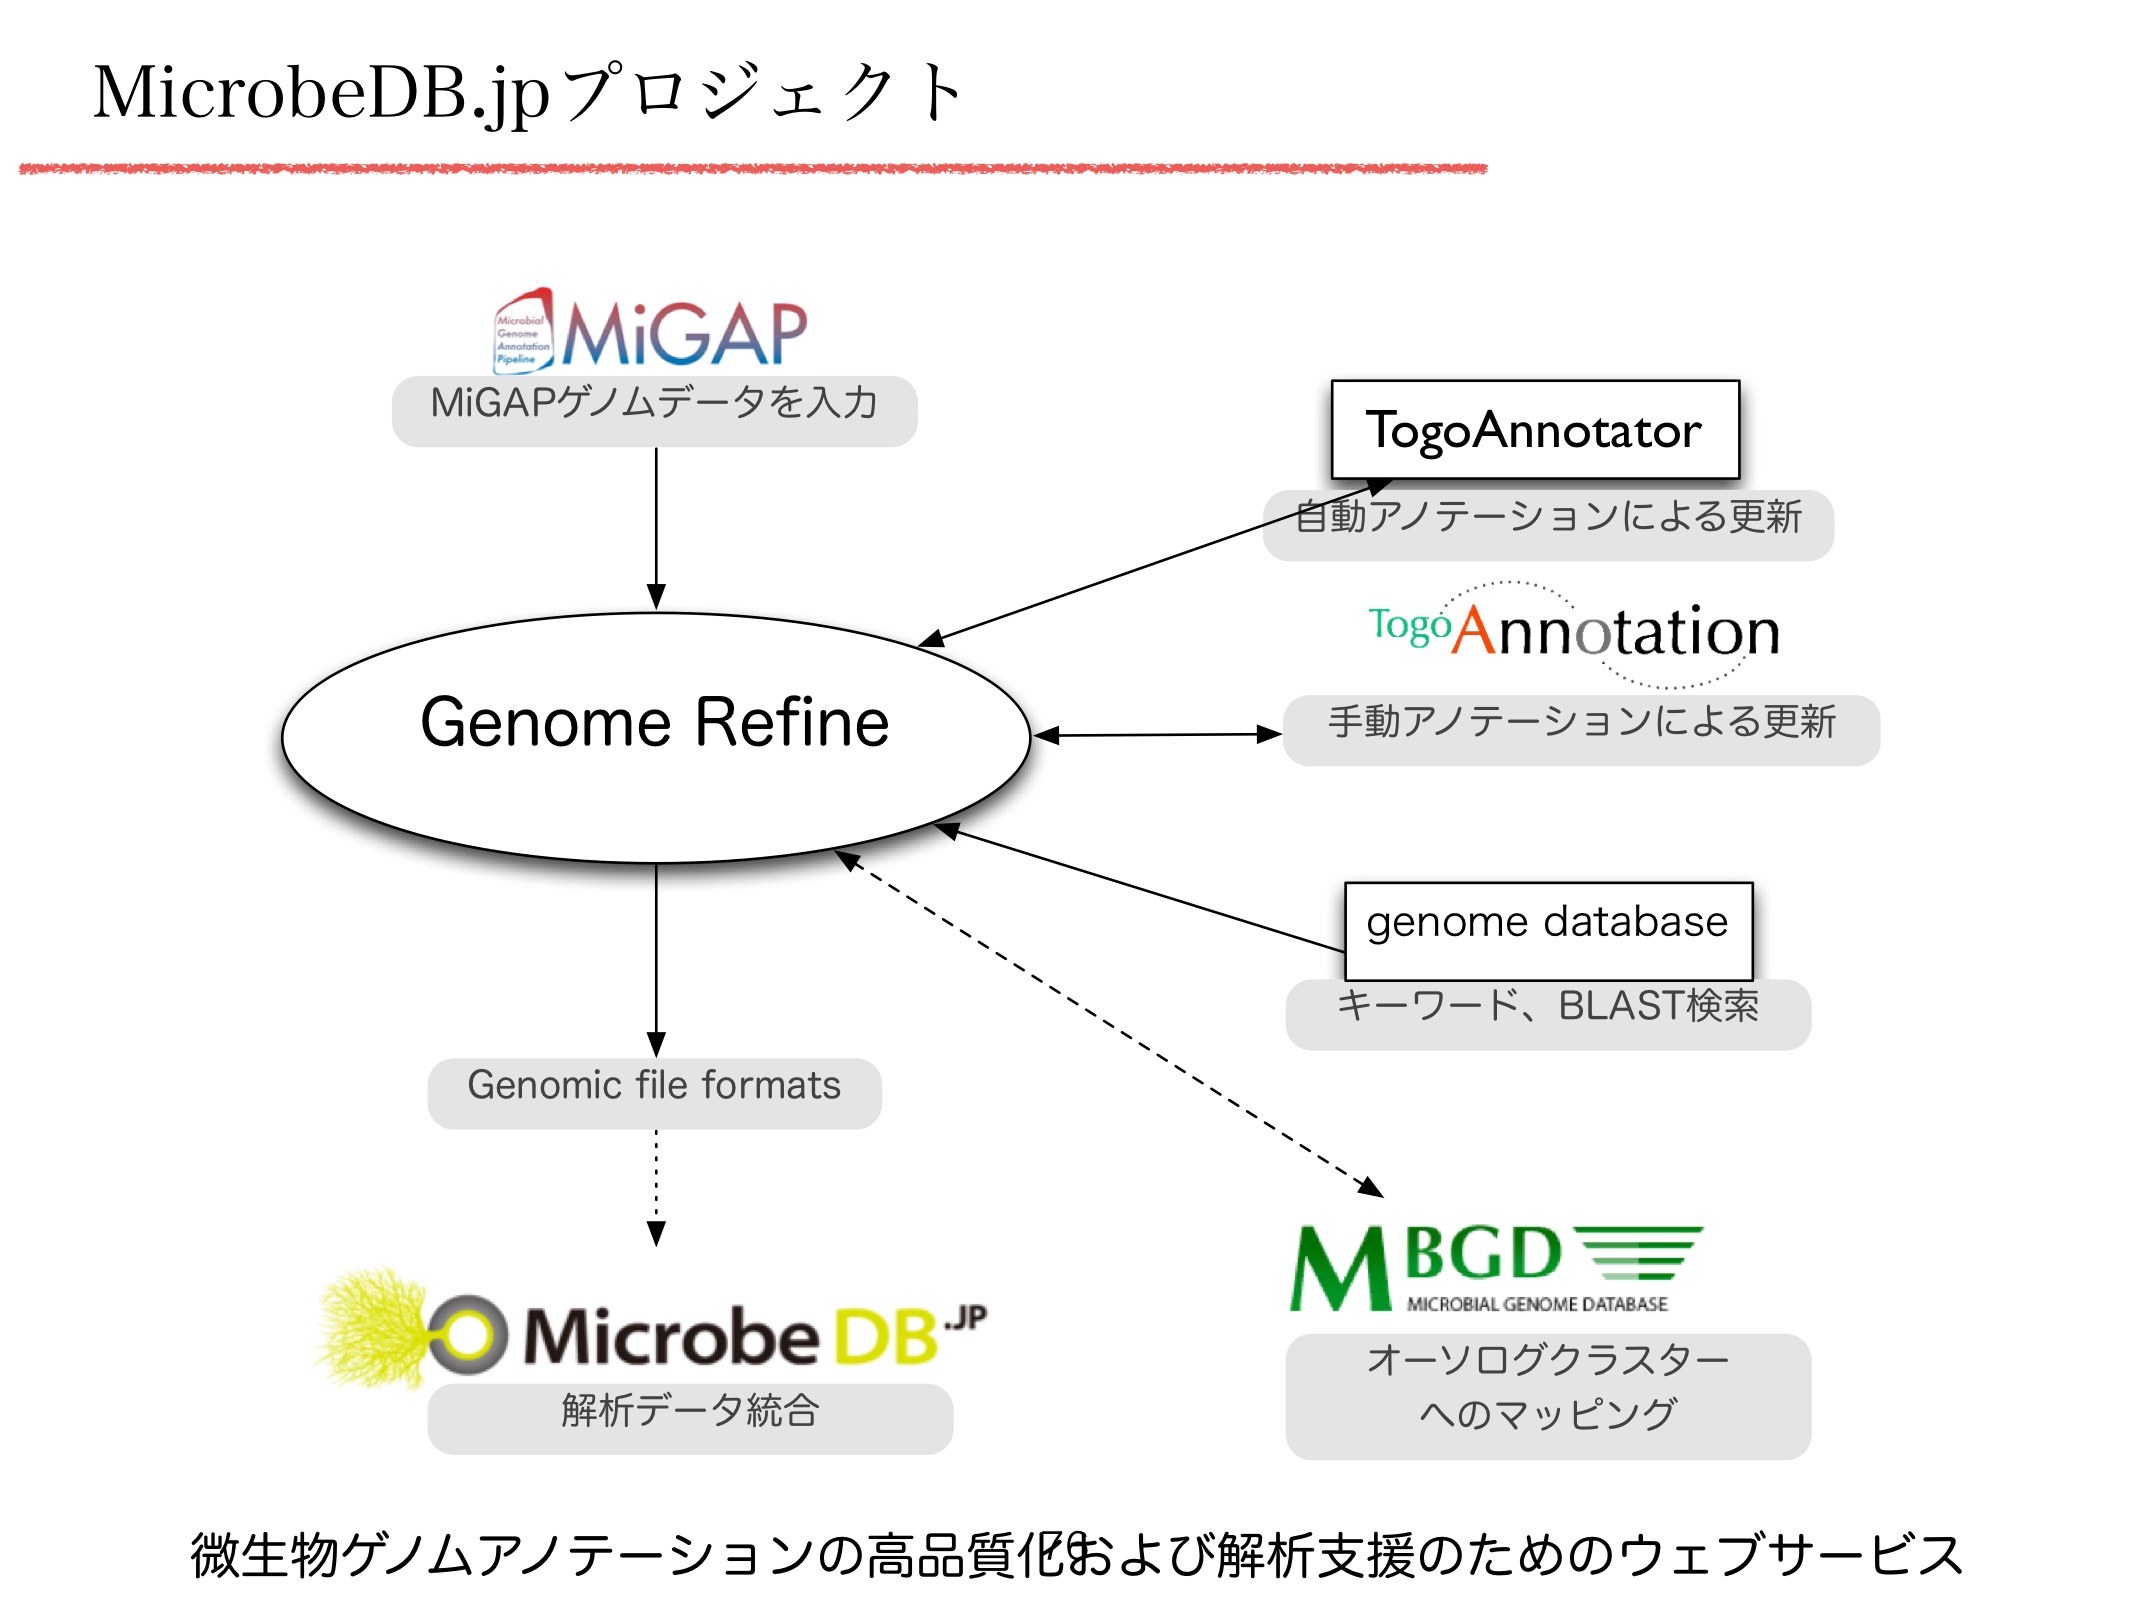 MicrobeDB.jpプロジェクト
Microbial
Genome
Annotation
Pipeline
MiGAP
MiGAPゲノムデータを入力
TogoAnnotator
自動アノテーションによる更新
TogoAnnotation
Genome Refine
手動アノテーションによる更新
genome database
キーワード、BLAST検索
Genomic file formats
MBGD
MICROBIAL GENOME DATABASE
MicrobeDB.JP
オーソログクラスター
へのマッピング
解析データ統合
微生物ゲノムアノテーションの高品質化および解析支援のためのウェブサービス